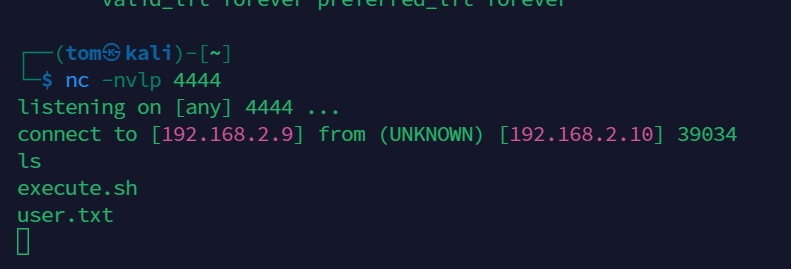 valid_lft forever preferred_lft forever
┌──(tom㉿kali)-[~]
└─$ nc -nvlp 4444
listening on [any] 4444 ...
connect to [192.168.2.9] from (UNKNOWN) [192.168.2.10] 39034
ls
execute.sh
user.txt